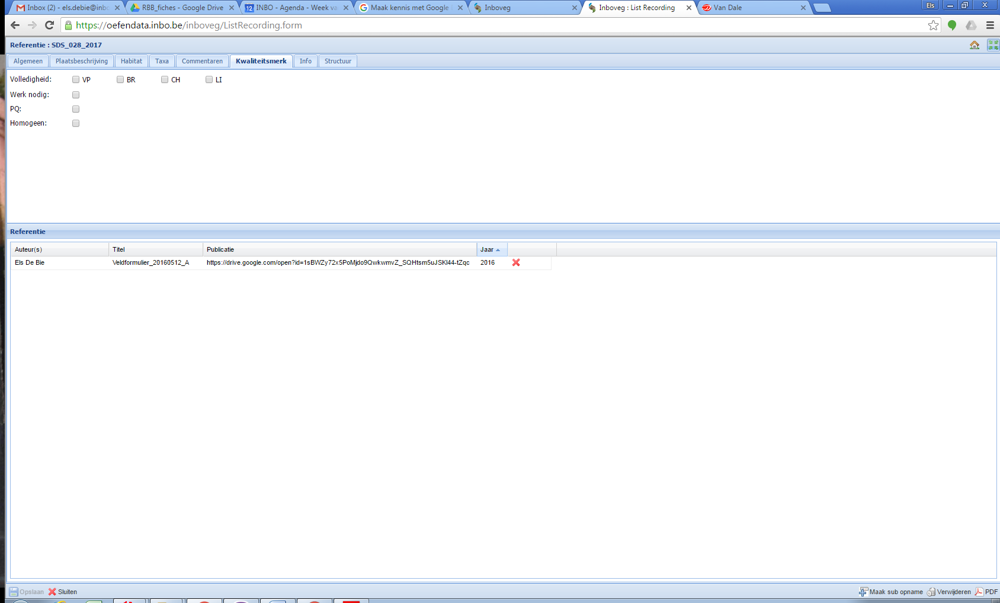 Inbox (2) - els.debie@inb
RBB_fiches - Google Drive
12 INBO - Agenda - Week va
Maak kennis met Google
Inboveg
Inboveg : List Recording
Van Dale
Els
https://oefendata.inbo.be/inboveg/ListRecording.form
Referentie : SDS_028_2017
Algemeen Plaatsbeschrijving Habitat Taxa Commentaren Kwaliteitsmerk Info Structuur
Volledigheid: VP BR CH LI
Werk nodig:
PQ:
Homogeen:
Referentie
Auteur(s) Titel Publicatie Jaar
Els De Bie Veldformulier_20160512_A https://drive.google.com/open?id=1sBWZy72x5PoMjdo9QwkwmvZ_SQHtsm5uJSKl44-tZqc 2016
Opslaan Sluiten Maak sub opname Verwijderen PDF